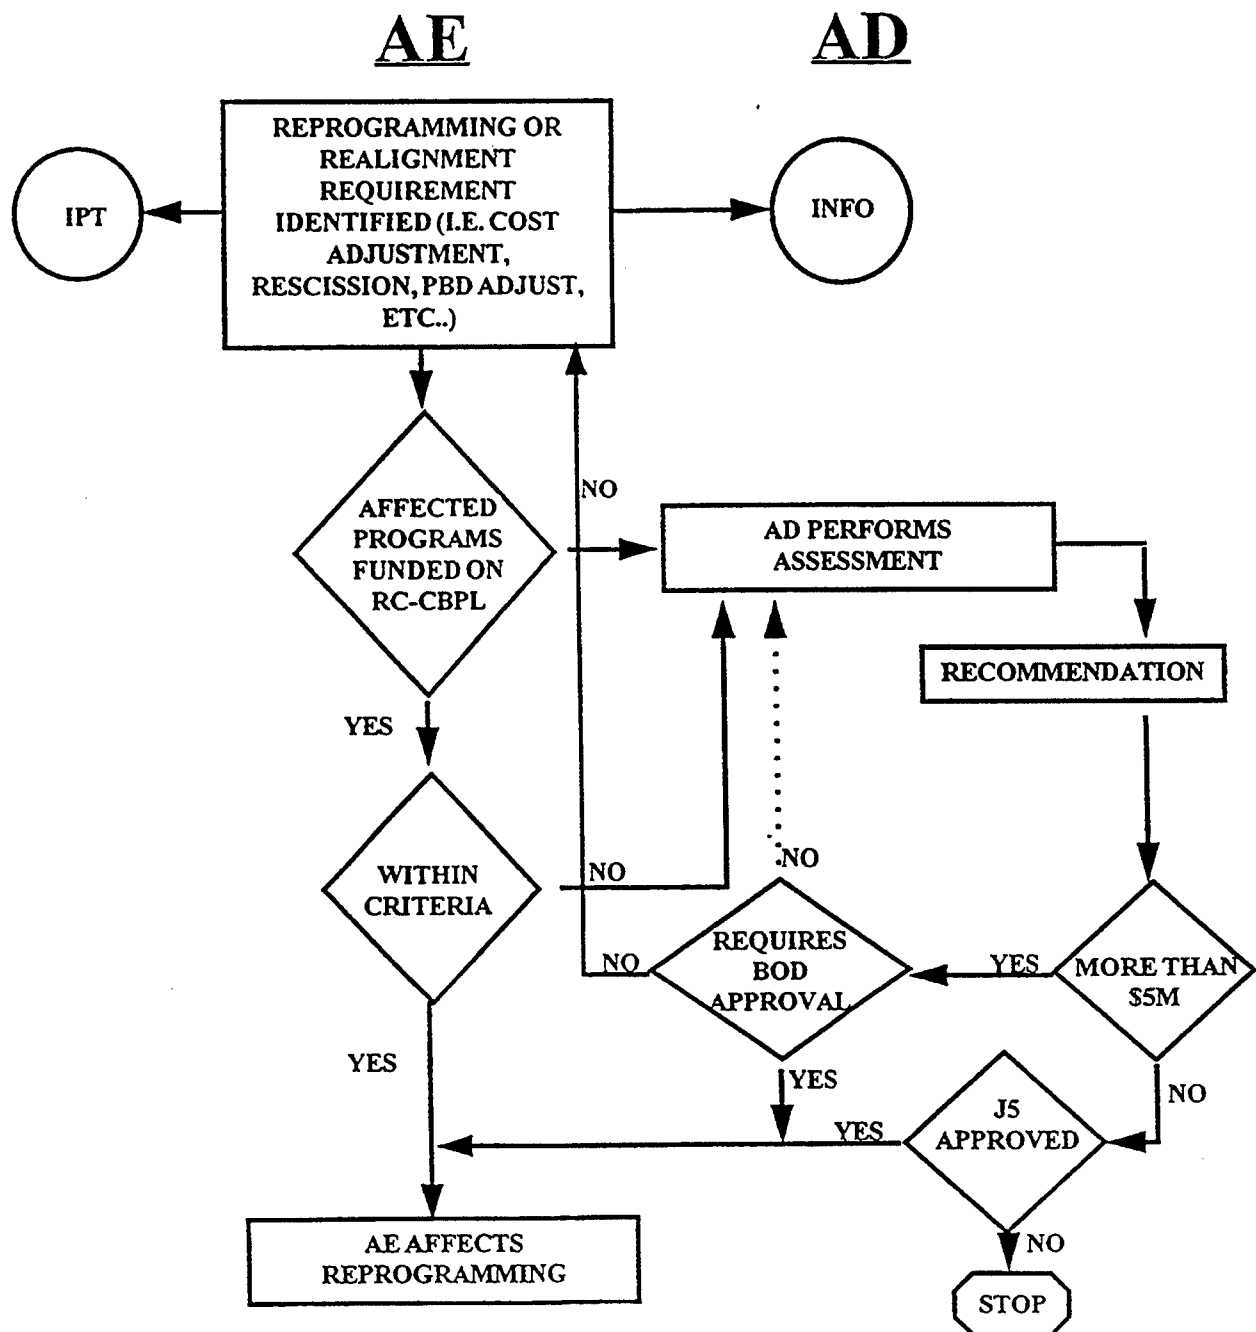 AE
AD
REPROGRAMMING OR
REALIGNMENT
REQUIREMENT
IDENTIFIED (I.E. COST
ADJUSTMENT,
RESCISSION, PBD ADJUST,
ETC..)
IPT
INFO
NO
AFFECTED
PROGRAMS
FUNDED ON
RC-CBPL
AD PERFORMS
ASSESSMENT
RECOMMENDATION
YES
WITHIN
CRITERIA
NO
NO
REQUIRES
BOD
APPROVAL
NO
YES
MORE THAN
$5M
YES
YES
NO
J5
APPROVED
YES
AE AFFECTS
REPROGRAMMING
NO
STOP